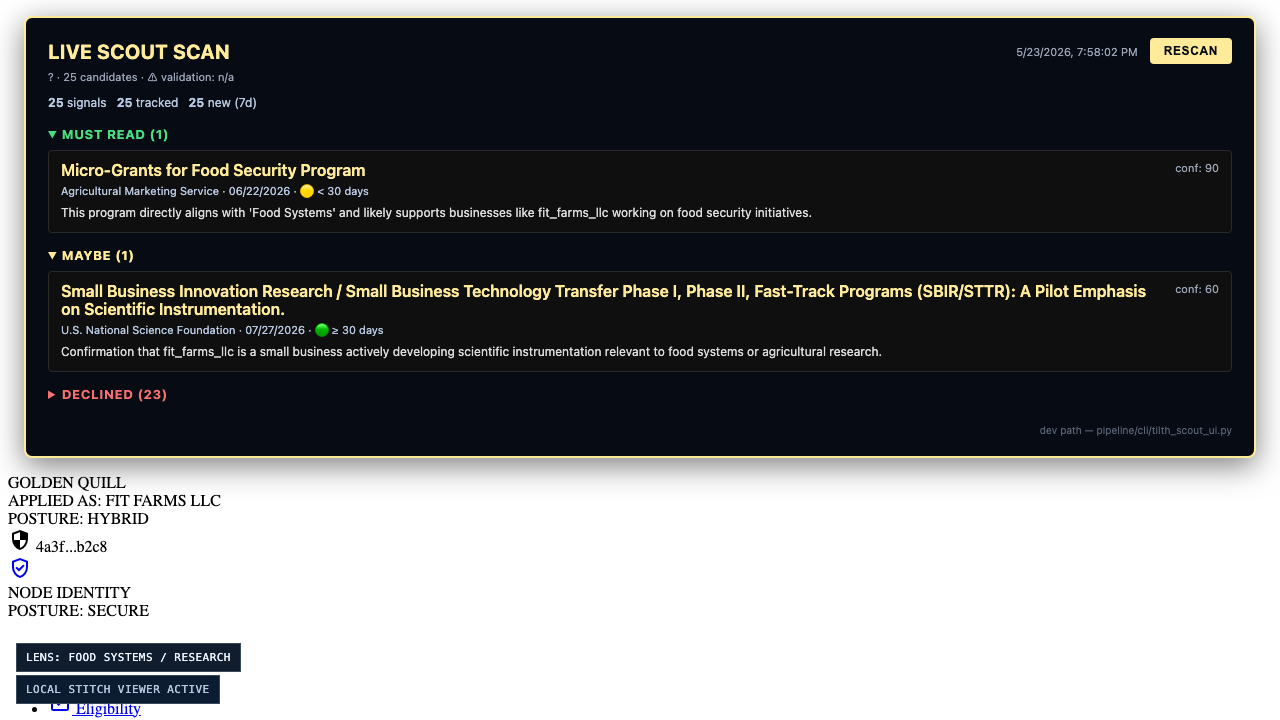 LIVE SCOUT SCAN
5/23/2026, 7:58:02 PM RESCAN
? · 25 candidates · ⚠ validation: n/a
25 signals 25 tracked 25 new (7d)
▼ MUST READ (1)
Micro-Grants for Food Security Program conf: 90
Agricultural Marketing Service · 06/22/2026 · 🟡 < 30 days
This program directly aligns with 'Food Systems' and likely supports businesses like fit_farms_llc working on food security initiatives.
▼ MAYBE (1)
Small Business Innovation Research / Small Business Technology Transfer Phase I, Phase II, Fast-Track Programs (SBIR/STTR): A Pilot Emphasis conf: 60
on Scientific Instrumentation.
U.S. National Science Foundation · 07/27/2026 · 🟢 ≥ 30 days
Confirmation that fit_farms_llc is a small business actively developing scientific instrumentation relevant to food systems or agricultural research.
▶ DECLINED (23)
dev path — pipeline/cli/tilth_scout_ui.py
GOLDEN QUILL
APPLIED AS: FIT FARMS LLC
POSTURE: HYBRID
4a3f...b2c8
NODE IDENTITY
POSTURE: SECURE
LENS: FOOD SYSTEMS / RESEARCH
LOCAL STITCH VIEWER ACTIVE
Eligibility